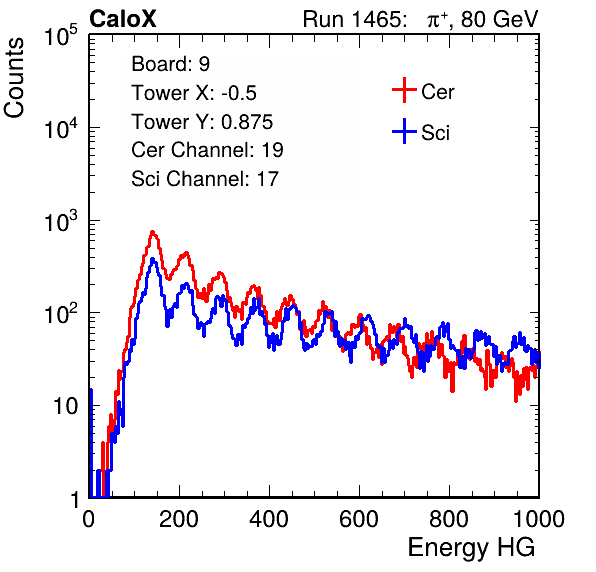 CaloX Run 1465: π⁺, 80 GeV
Counts
10⁵
10⁴
10³
10²
10
1
Board: 9
Tower X: -0.5
Tower Y: 0.875
Cer Channel: 19
Sci Channel: 17
Cer
Sci
0 200 400 600 800 1000
Energy HG